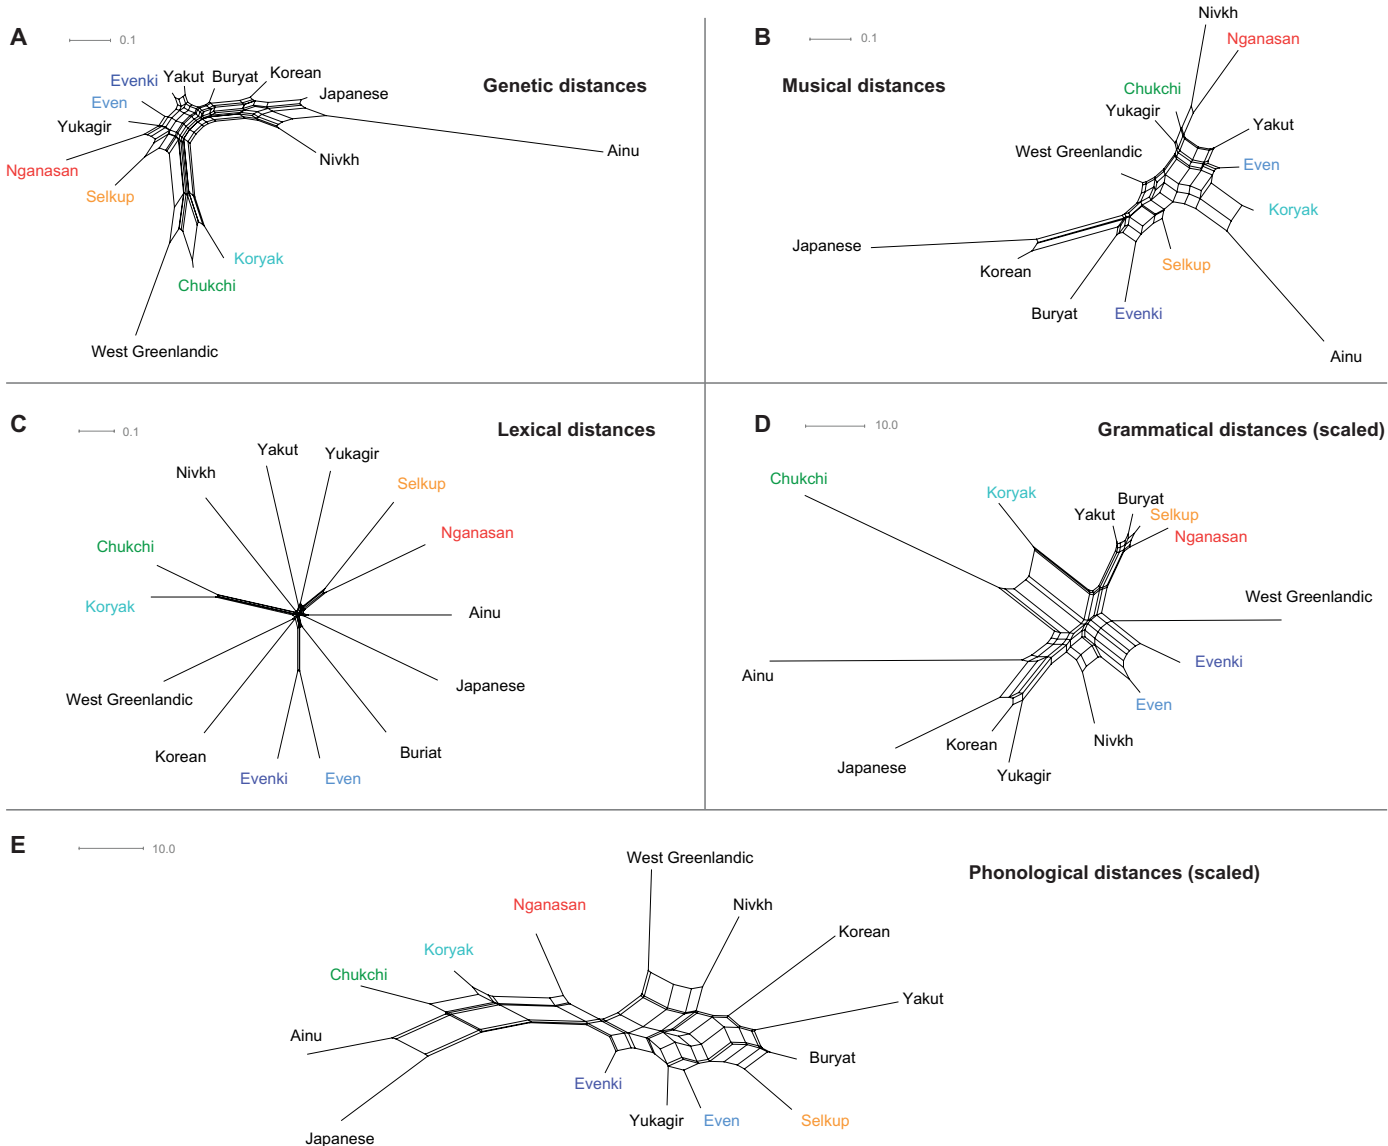 A
0.1
Genetic distances
Evenki
Yakut
Buryat
Korean
Even
Japanese
Yukagir
Ainu
Nivkh
Nganasan
Selkup
Koryak
Chukchi
West Greenlandic
B
0.1
Musical distances
Nivkh
Nganasan
Chukchi
Yukagir
Yakut
West Greenlandic
Even
Koryak
Japanese
Korean
Selkup
Buryat
Evenki
Ainu
C
0.1
Lexical distances
Yakut
Yukagir
Nivkh
Selkup
Nganasan
Chukchi
Koryak
Ainu
West Greenlandic
Japanese
Korean
Buriat
Evenki
Even
D
10.0
Grammatical distances (scaled)
Chukchi
Koryak
Buryat
Yakut
Selkup
Nganasan
West Greenlandic
Evenki
Ainu
Even
Korean
Nivkh
Japanese
Yukagir
E
10.0
Phonological distances (scaled)
West Greenlandic
Nganasan
Nivkh
Korean
Koryak
Chukchi
Yakut
Ainu
Buryat
Evenki
Yukagir
Even
Selkup
Japanese